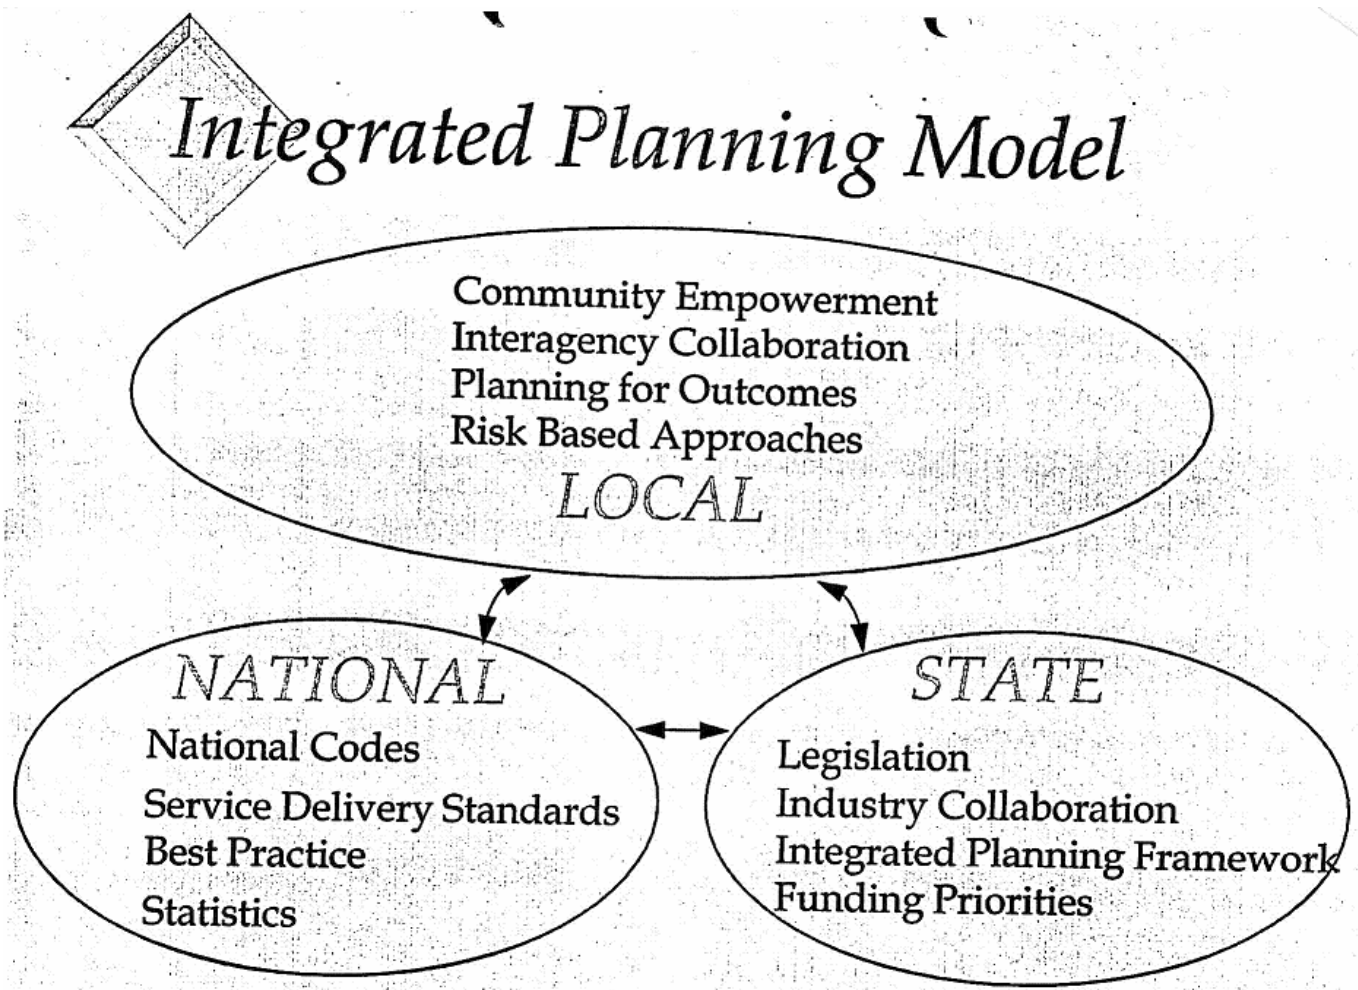 Integrated Planning Model
Community Empowerment
Interagency Collaboration
Planning for Outcomes
Risk Based Approaches
LOCAL
NATIONAL
National Codes
Service Delivery Standards
Best Practice
Statistics
STATE
Legislation
Industry Collaboration
Integrated Planning Framework
Funding Priorities